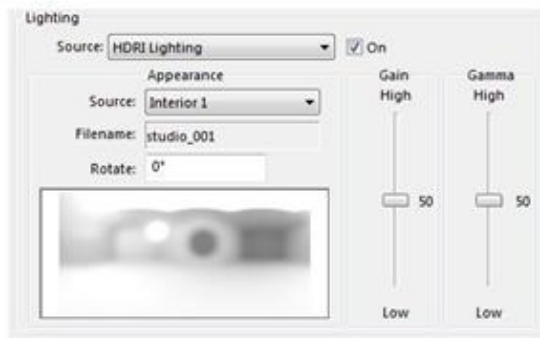 Lighting
Source: HDRI Lighting On
Appearance Gain Gamma
Source: Interior 1 High High
Filename: studio_001
Rotate: 0°
50 50
Low Low